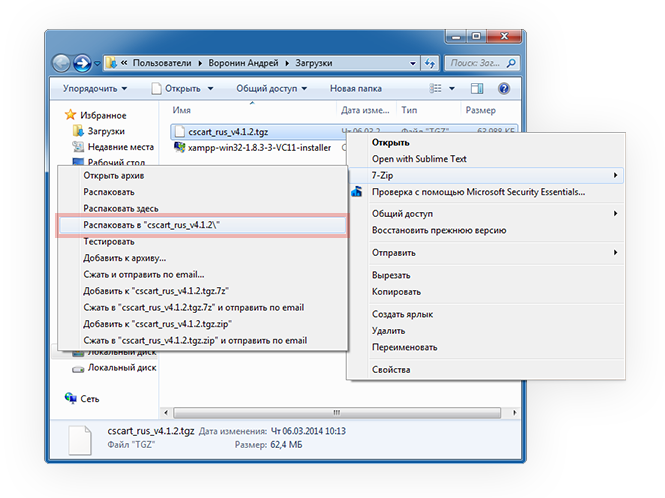 « Пользователи ▸ Воронин Андрей ▸ Загрузки
Поиск: Заг...
Упорядочить Открыть Общий доступ Новая папка
Имя Дата изме... Тип Размер
Избранное
Загрузки
Недавние места
Рабочий стол
cscart_rus_v4.1.2.tgz Чт 06.03.2... Файл "TGZ" 63 988 КБ
xampp-win32-1.8.3-3-VC11-installer
Открыть
Open with Sublime Text
7-Zip
Проверка с помощью Microsoft Security Essentials...
Общий доступ
Восстановить прежнюю версию
Отправить
Вырезать
Копировать
Создать ярлык
Удалить
Переименовать
Свойства
Открыть архив
Распаковать
Распаковать здесь
Распаковать в "cscart_rus_v4.1.2\"
Тестировать
Добавить к архиву...
Сжать и отправить по email...
Добавить к "cscart_rus_v4.1.2.tgz.7z"
Сжать в "cscart_rus_v4.1.2.tgz.7z" и отправить по email
Добавить к "cscart_rus_v4.1.2.tgz.zip"
Сжать в "cscart_rus_v4.1.2.tgz.zip" и отправить по email
Локальный диск
Локальный диск
Сеть
cscart_rus_v4.1.2.tgz Дата изменения: Чт 06.03.2014 10:13
Файл "TGZ" Размер: 62,4 МБ